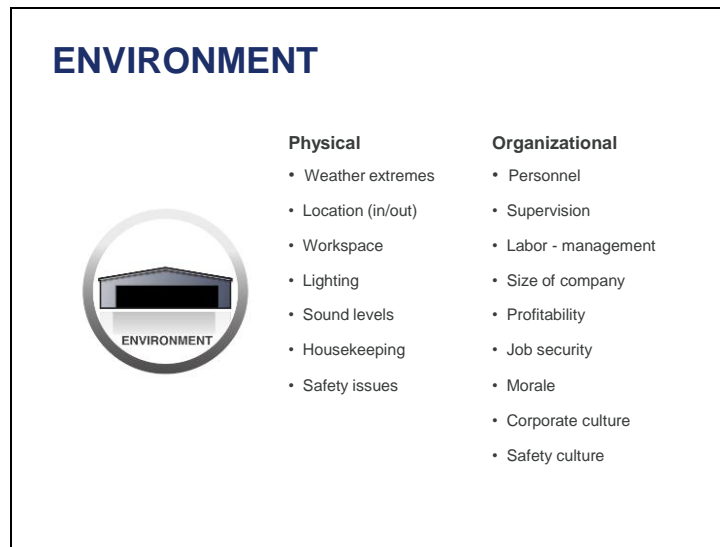 ENVIRONMENT
ENVIRONMENT
Physical
• Weather extremes
• Location (in/out)
• Workspace
• Lighting
• Sound levels
• Housekeeping
• Safety issues
Organizational
• Personnel
• Supervision
• Labor - management
• Size of company
• Profitability
• Job security
• Morale
• Corporate culture
• Safety culture